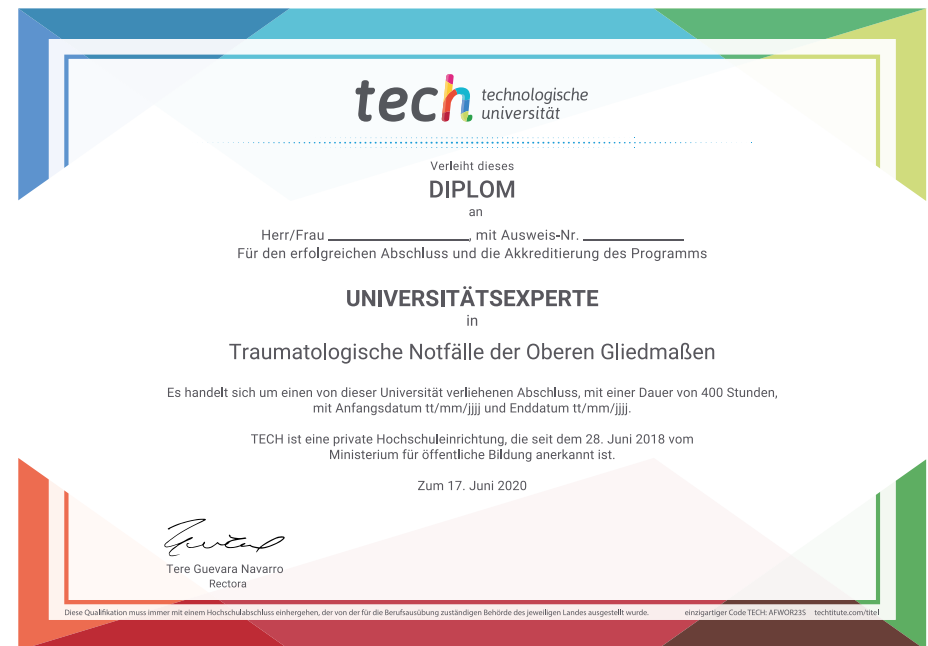 tech technologische
universität
Verleiht dieses
DIPLOM
an
Herr/Frau ____________, mit Ausweis-Nr. ____________
Für den erfolgreichen Abschluss und die Akkreditierung des Programms
UNIVERSITÄTSEXPERTE
in
Traumatologische Notfälle der Oberen Gliedmaßen
Es handelt sich um einen von dieser Universität verliehenen Abschluss, mit einer Dauer von 400 Stunden,
mit Anfangsdatum tt/mm/jjjj und Enddatum tt/mm/jjjj.
TECH ist eine private Hochschuleinrichtung, die seit dem 28. Juni 2018 vom
Ministerium für öffentliche Bildung anerkannt ist.
Zum 17. Juni 2020
Tere Guevara Navarro
Rectora
Diese Qualifikation muss immer mit einem Hochschulabschluss einhergehen, der von der für die Berufsausübung zuständigen Behörde des jeweiligen Landes ausgestellt wurde. einzigartiger Code TECH: AFWOR23S techtitute.com/titel